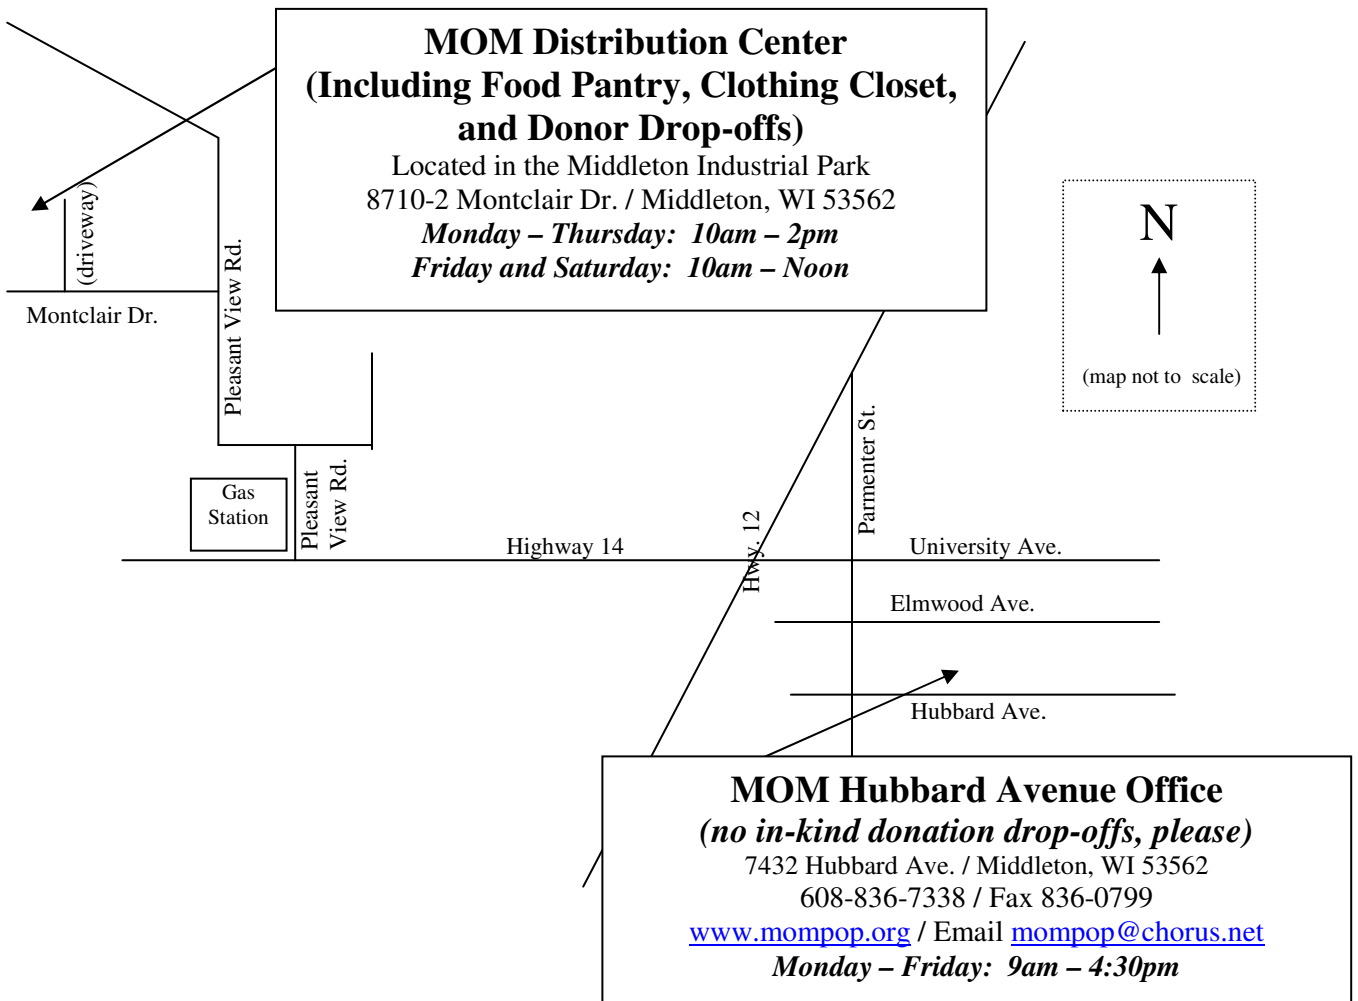 MOM Distribution Center
(Including Food Pantry, Clothing Closet,
and Donor Drop-offs)
Located in the Middleton Industrial Park
8710-2 Montclair Dr. / Middleton, WI 53562
Monday – Thursday:  10am – 2pm
Friday and Saturday:  10am – Noon
N
(map not to  scale)
(driveway)
Montclair Dr.
Pleasant View Rd.
Gas
Station
Pleasant
View Rd.
Highway 14
Hwy. 12
Parmenter St.
University Ave.
Elmwood Ave.
Hubbard Ave.
MOM Hubbard Avenue Office
(no in-kind donation drop-offs, please)
7432 Hubbard Ave. / Middleton, WI 53562
608-836-7338 / Fax 836-0799
www.mompop.org / Email mompop@chorus.net
Monday – Friday:  9am – 4:30pm